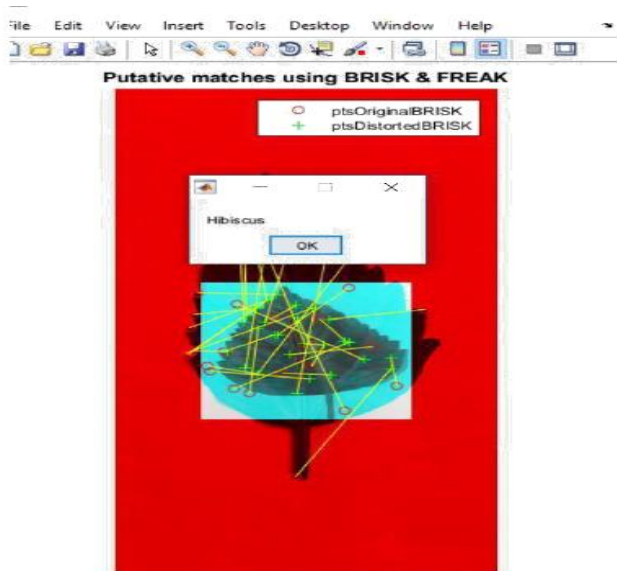 File Edit View Insert Tools Desktop Window Help
Putative matches using BRISK & FREAK
ptsOriginalBRISK
ptsDistortedBRISK
Hibiscus
OK